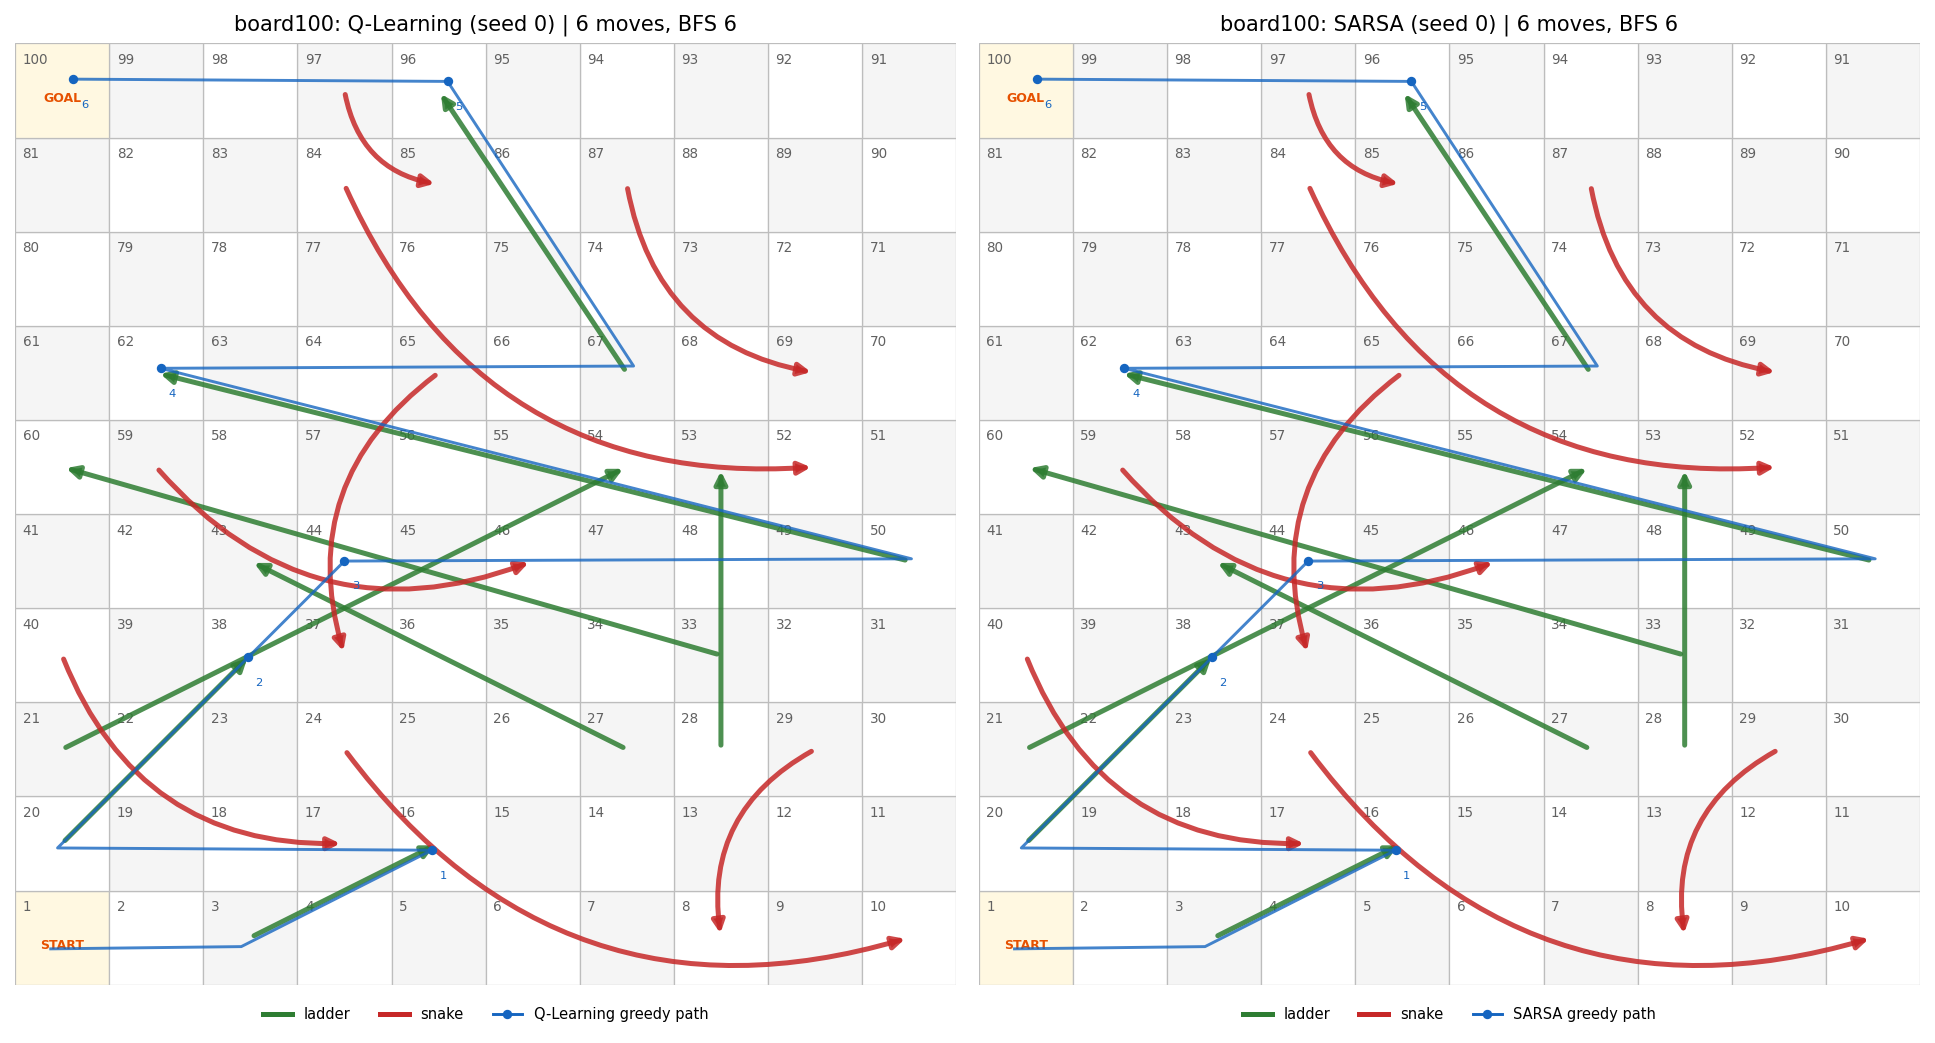 board100: Q-Learning (seed 0) | 6 moves, BFS 6
100 99 98 97 96 95 94 93 92 91
GOAL 6 5
81 82 83 84 85 86 87 88 89 90
80 79 78 77 76 75 74 73 72 71
61 62 63 64 65 66 67 68 69 70
4
60 59 58 57 56 55 54 53 52 51
41 42 43 44 45 46 47 48 49 50
3
40 39 38 37 36 35 34 33 32 31
2
21 22 23 24 25 26 27 28 29 30
20 19 18 17 16 15 14 13 12 11
1
1 2 3 4 5 6 7 8 9 10
START
ladder snake Q-Learning greedy path
board100: SARSA (seed 0) | 6 moves, BFS 6
100 99 98 97 96 95 94 93 92 91
GOAL 6 5
81 82 83 84 85 86 87 88 89 90
80 79 78 77 76 75 74 73 72 71
61 62 63 64 65 66 67 68 69 70
4
60 59 58 57 56 55 54 53 52 51
41 42 43 44 45 46 47 48 49 50
3
40 39 38 37 36 35 34 33 32 31
2
21 22 23 24 25 26 27 28 29 30
20 19 18 17 16 15 14 13 12 11
1
1 2 3 4 5 6 7 8 9 10
START
ladder snake SARSA greedy path